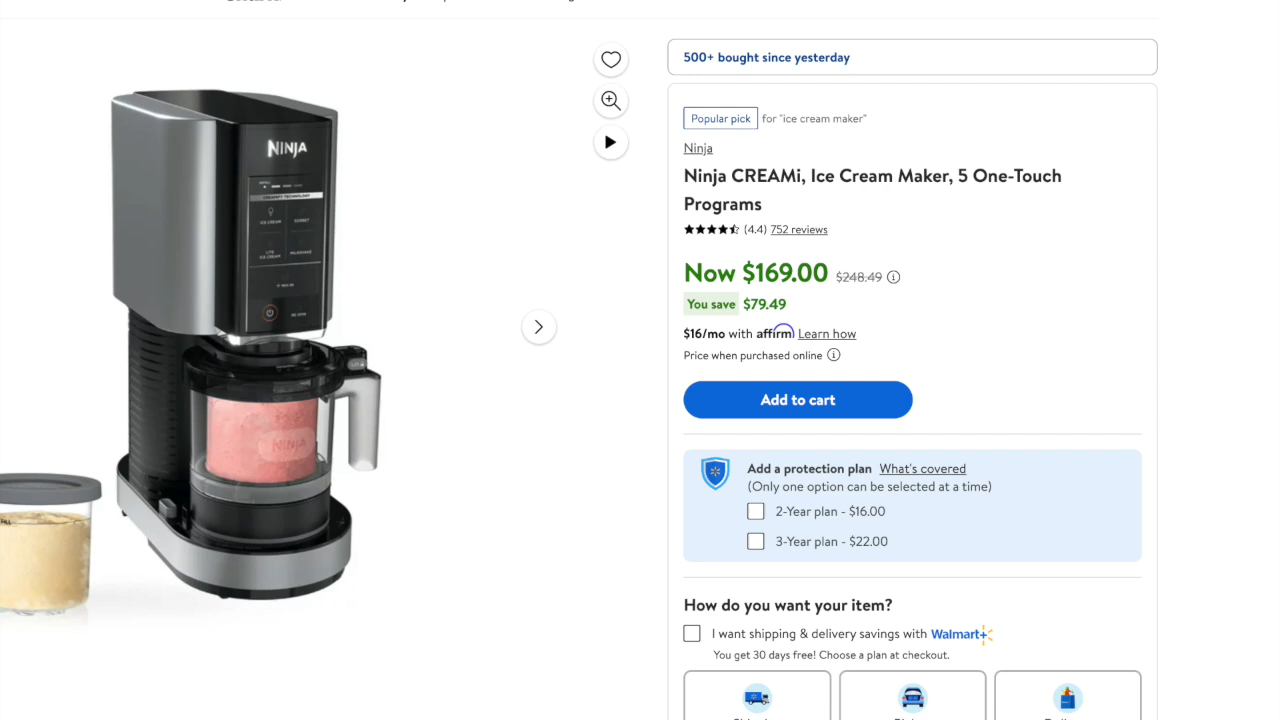 500+ bought since yesterday
Popular pick for "ice cream maker"
Ninja
Ninja CREAMi, Ice Cream Maker, 5 One-Touch
Programs
(4.4) 752 reviews
Now $169.00 $248.49
You save $79.49
$16/mo with affirm Learn how
Price when purchased online
Add to cart
Add a protection plan What's covered
(Only one option can be selected at a time)
2-Year plan - $16.00
3-Year plan - $22.00
How do you want your item?
I want shipping & delivery savings with Walmart+
You get 30 days free! Choose a plan at checkout.
NINJA
ICE CREAM SORBET
LITE
ICE CREAM MILKSHAKE
NINJA